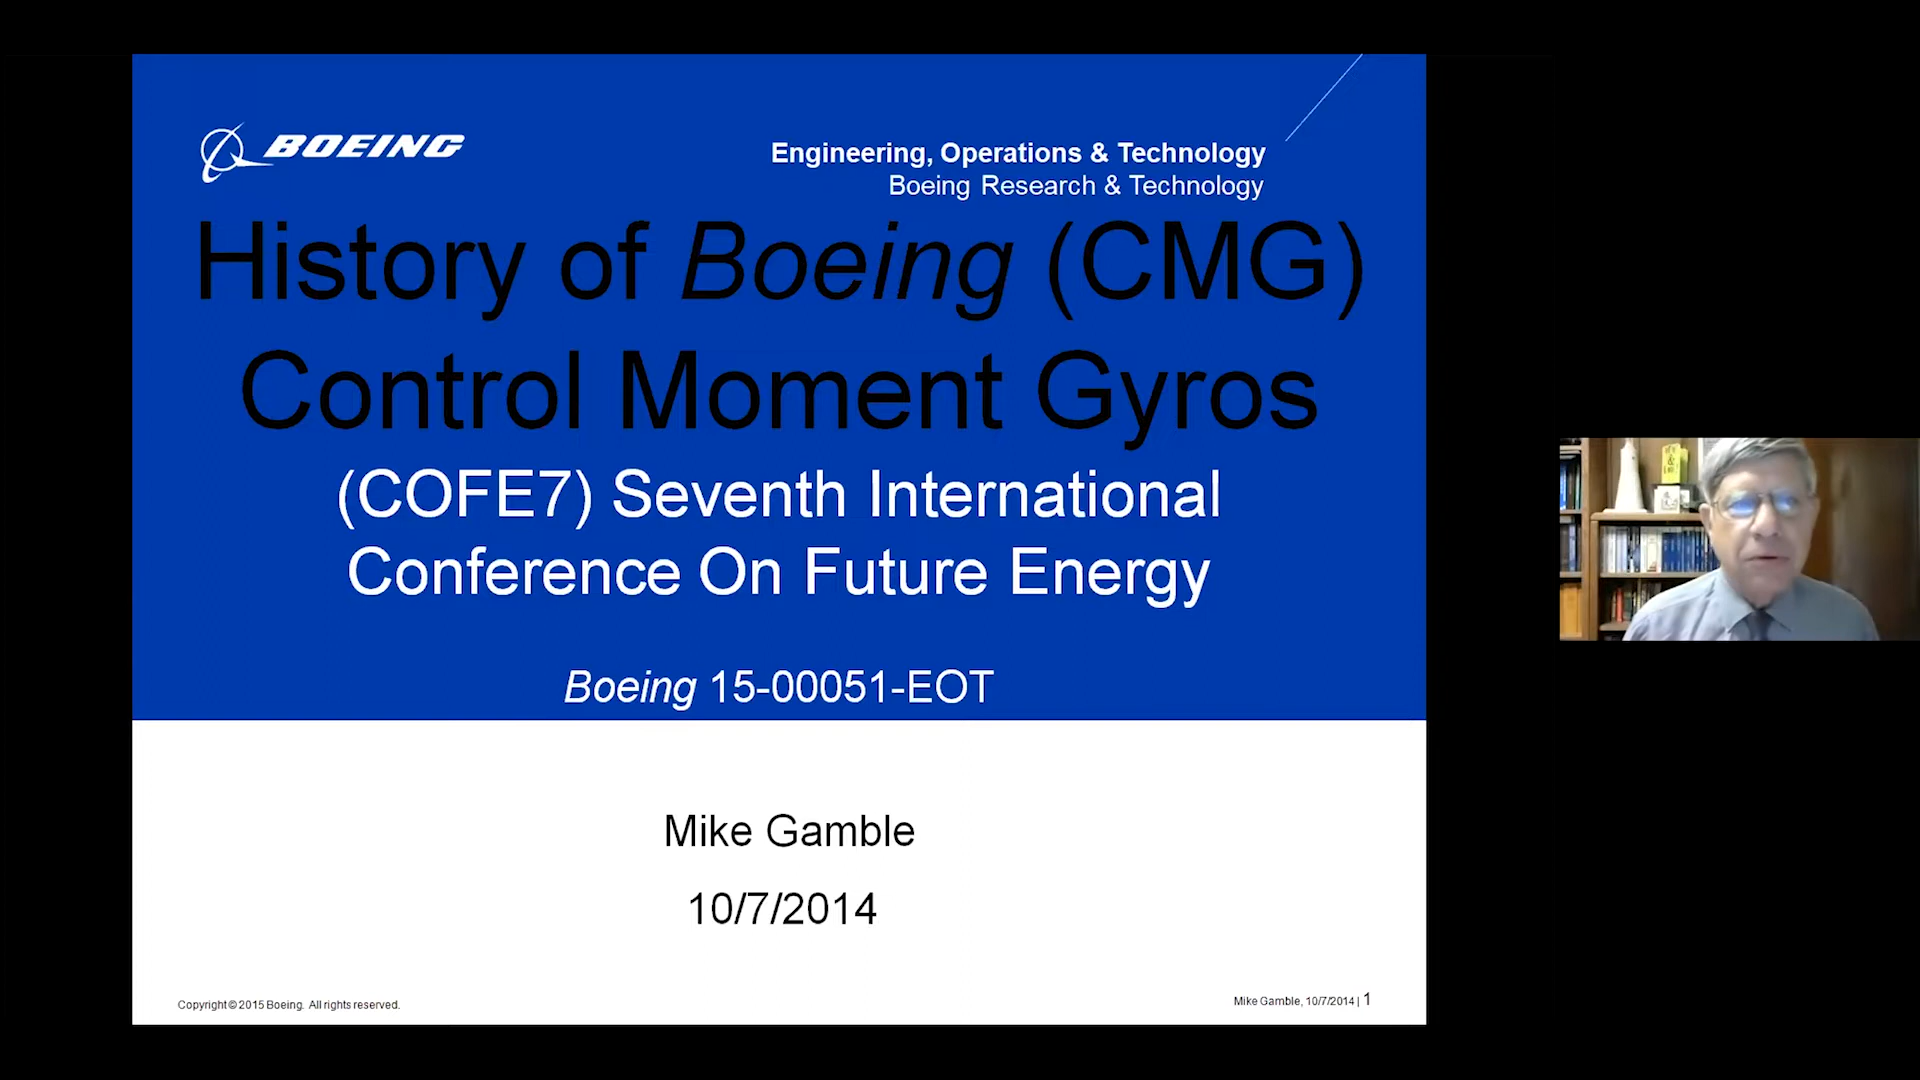 BOEING
Engineering, Operations & Technology
Boeing Research & Technology
History of Boeing (CMG)
Control Moment Gyros
(COFE7) Seventh International
Conference On Future Energy
Boeing 15-00051-EOT
Mike Gamble
10/7/2014
Copyright © 2015 Boeing. All rights reserved.
Mike Gamble, 10/7/2014 | 1